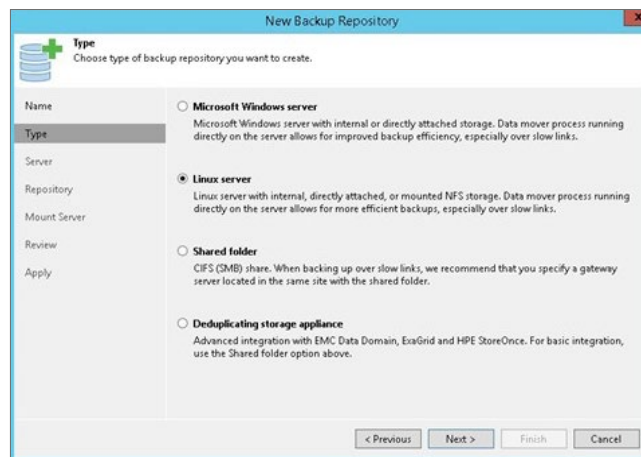 New Backup Repository
x
Type
Choose type of backup repository you want to create.
Name
Type
Server
Repository
Mount Server
Review
Apply
Microsoft Windows server
Microsoft Windows server with internal or directly attached storage. Data mover process running
directly on the server allows for improved backup efficiency, especially over slow links.
Linux server
Linux server with internal, directly attached, or mounted NFS storage. Data mover process running
directly on the server allows for more efficient backups, especially over slow links.
Shared folder
CIFS (SMB) share. When backing up over slow links, we recommend that you specify a gateway
server located in the same site with the shared folder.
Deduplicating storage appliance
Advanced integration with EMC Data Domain, ExaGrid and HPE StoreOnce. For basic integration,
use the Shared folder option above.
< Previous Next > Finish Cancel